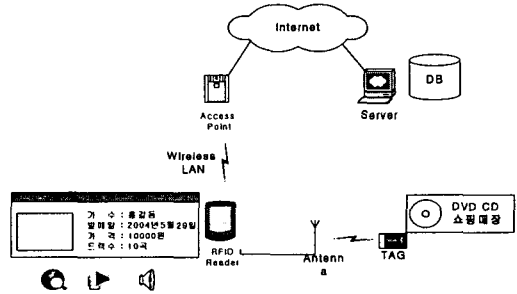 Internet
DB
Access
Point
Server
Wireless
LAN
가 수 : 홍길동
발매일 : 2004년5월29일
가 격 : 10000원
트랙수 : 10곡
RFID
Reader
Antenn
a
TAG
DVD CD
쇼핑매장